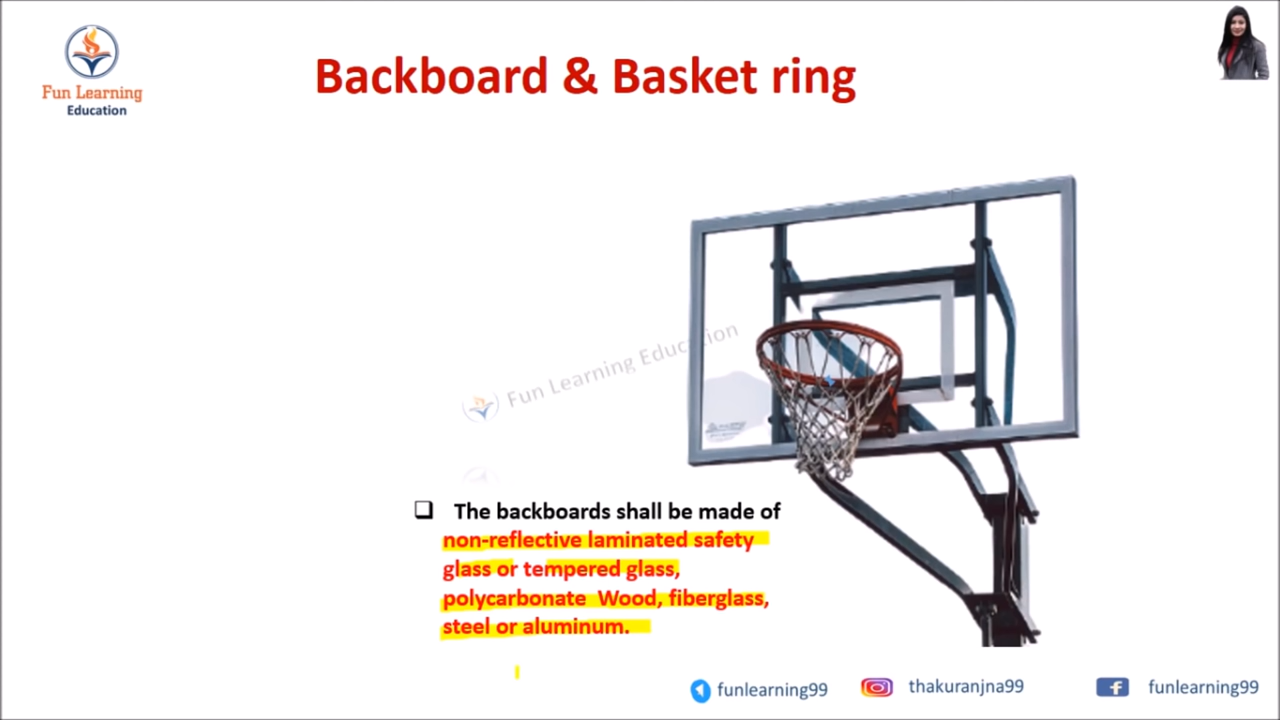 Fun Learning
Education
Backboard & Basket ring
Fun Learning Education
❑ The backboards shall be made of
non-reflective laminated safety
glass or tempered glass,
polycarbonate Wood, fiberglass,
steel or aluminum.
funlearning99
thakuranjna99
funlearning99